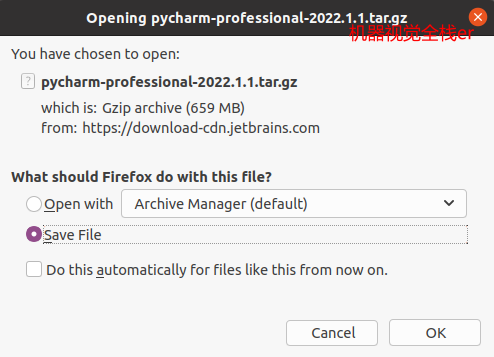 Opening pycharm-professional-2022.1.1.tar.gz
机器视觉全栈er
You have chosen to open:
? pycharm-professional-2022.1.1.tar.gz
which is: Gzip archive (659 MB)
from: https://download-cdn.jetbrains.com
What should Firefox do with this file?
Open with Archive Manager (default)
Save File
Do this automatically for files like this from now on.
Cancel OK